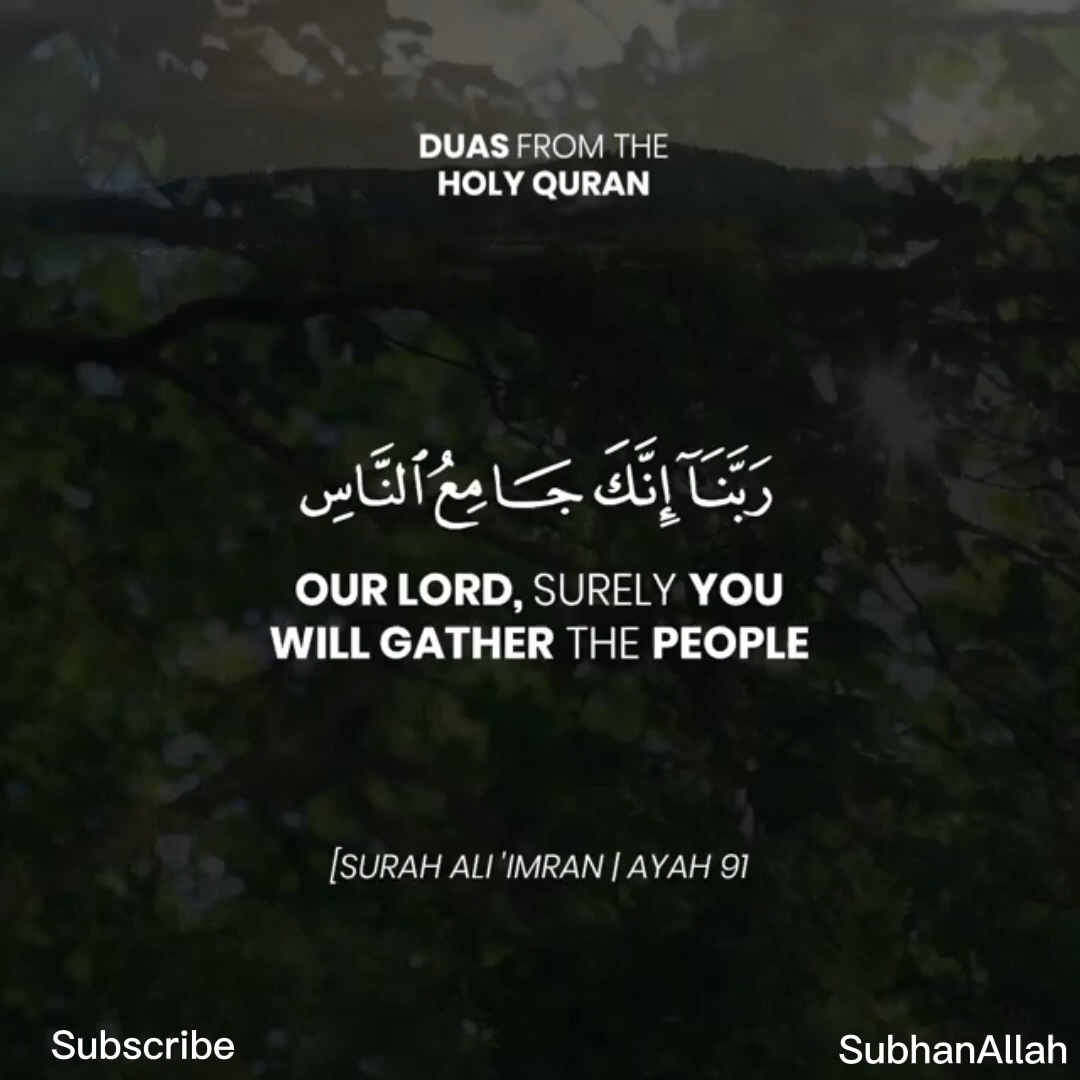 DUAS FROM THE
HOLY QURAN
رَبَّنَآ إِنَّكَ جَامِعُ ٱلنَّاسِ
OUR LORD, SURELY YOU
WILL GATHER THE PEOPLE
[SURAH ALI 'IMRAN | AYAH 91
Subscribe
SubhanAllah